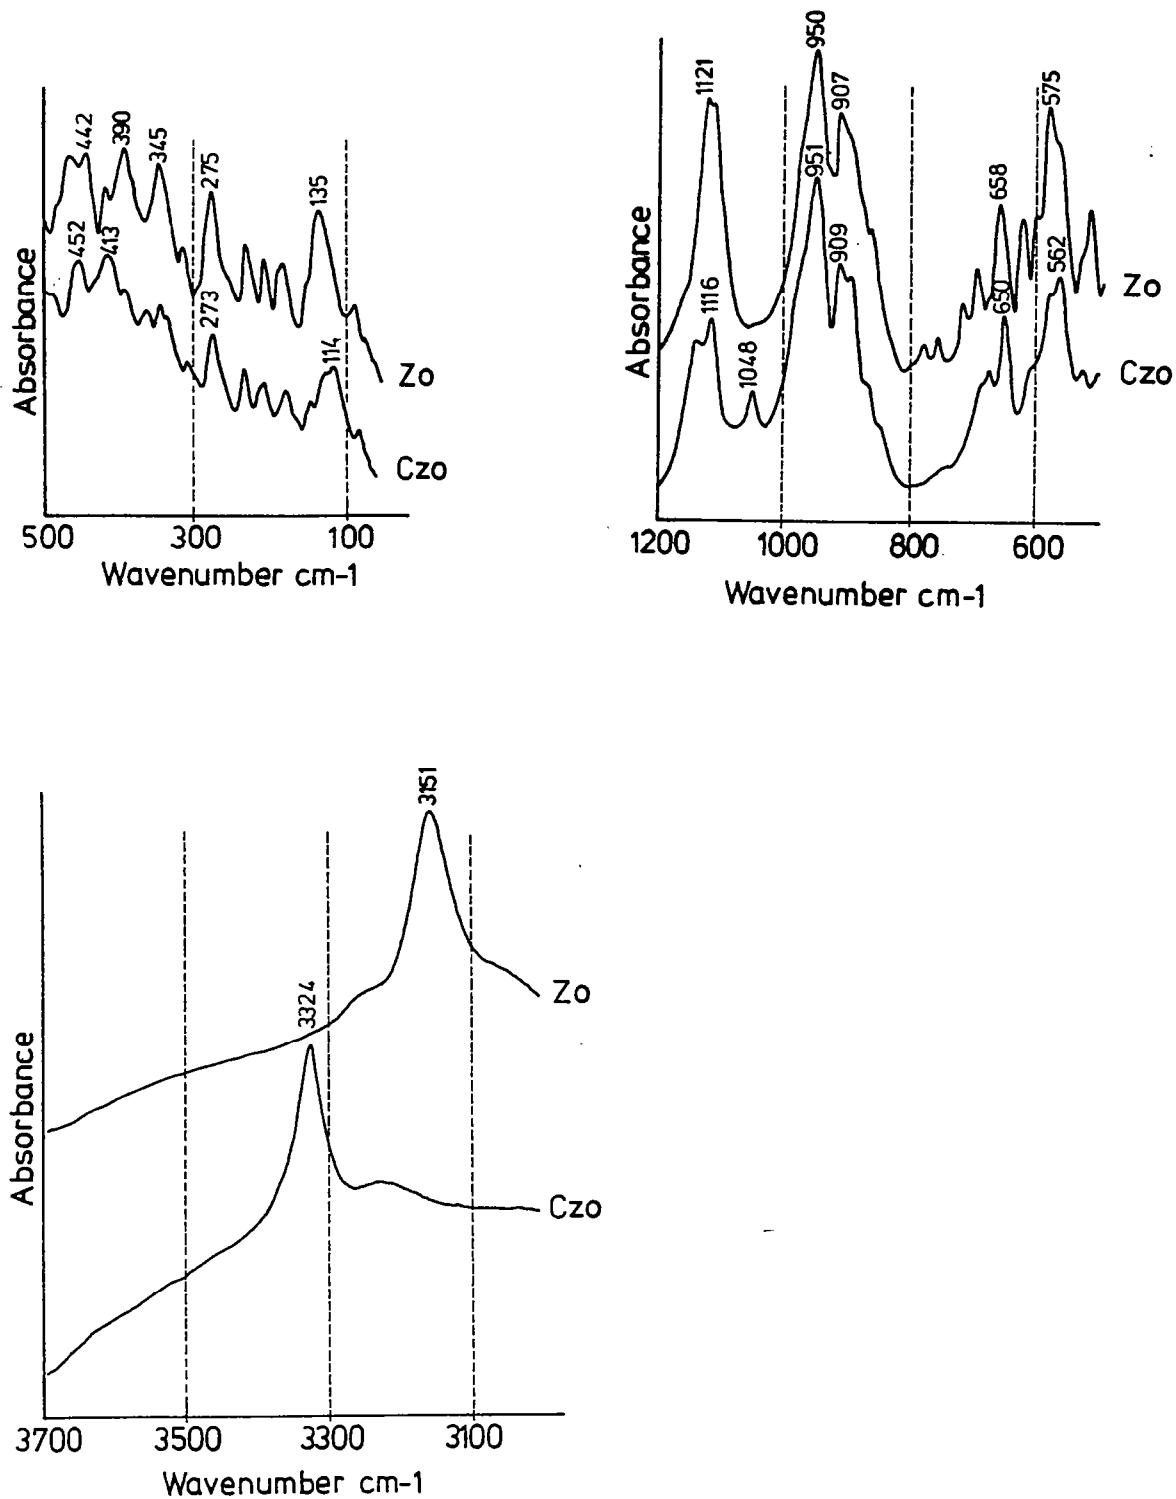 442
390
345
275
135
452
413
273
114
Absorbance
Zo
Czo
500 300 100
Wavenumber cm-1
950
1121
907
575
951
658
909
562
1116
650
1048
Absorbance
Zo
Czo
1200 1000 800 600
Wavenumber cm-1
3151
3324
Absorbance
Zo
Czo
3700 3500 3300 3100
Wavenumber cm-1